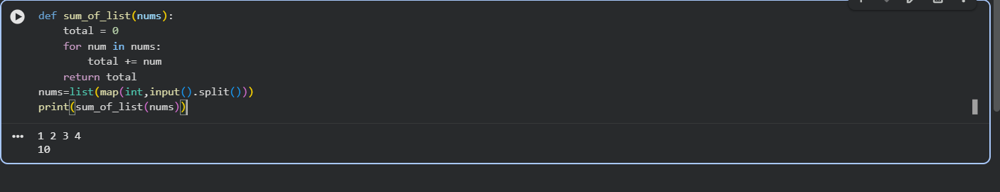 def sum_of_list(nums):
    total = 0
    for num in nums:
        total += num
    return total
nums=list(map(int,input().split()))
print(sum_of_list(nums))
1 2 3 4
10